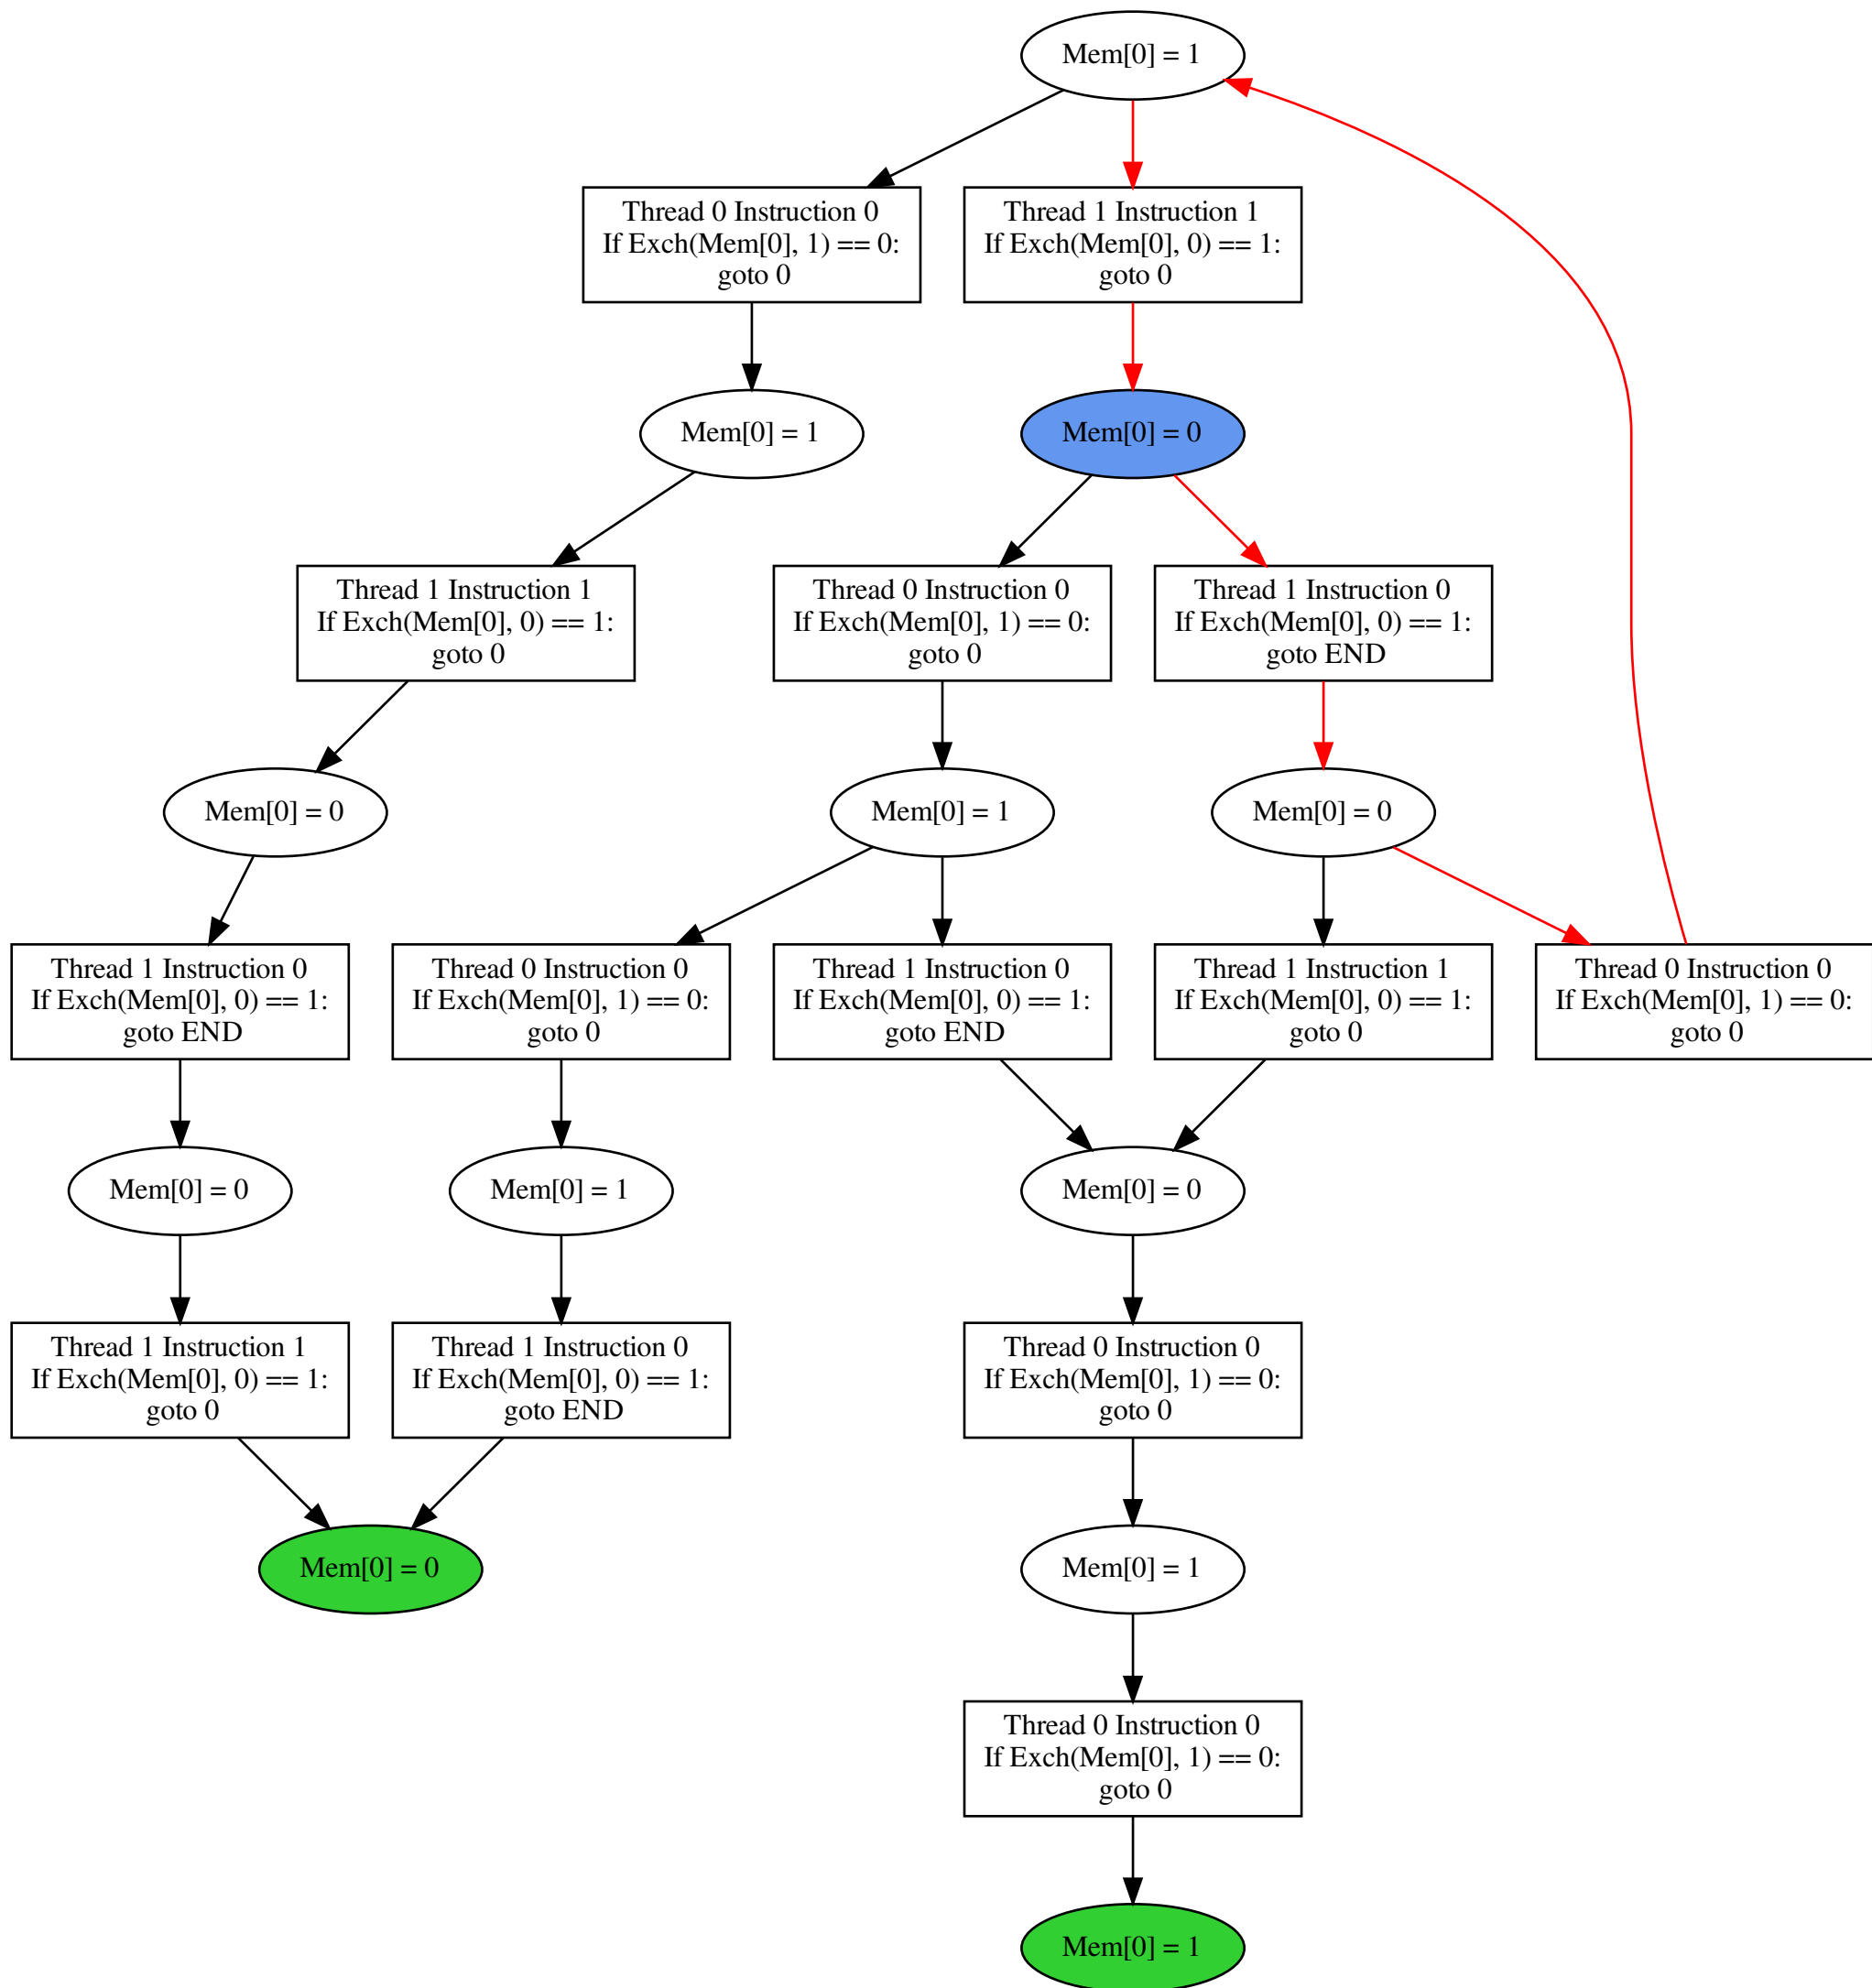 Mem[0] = 1
Thread 0 Instruction 0
If Exch(Mem[0], 1) == 0:
goto 0
Thread 1 Instruction 1
If Exch(Mem[0], 0) == 1:
goto 0
Mem[0] = 1
Mem[0] = 0
Thread 1 Instruction 1
If Exch(Mem[0], 0) == 1:
goto 0
Thread 0 Instruction 0
If Exch(Mem[0], 1) == 0:
goto 0
Thread 1 Instruction 0
If Exch(Mem[0], 0) == 1:
goto END
Mem[0] = 0
Mem[0] = 1
Mem[0] = 0
Thread 1 Instruction 0
If Exch(Mem[0], 0) == 1:
goto END
Thread 0 Instruction 0
If Exch(Mem[0], 1) == 0:
goto 0
Thread 1 Instruction 0
If Exch(Mem[0], 0) == 1:
goto END
Thread 1 Instruction 1
If Exch(Mem[0], 0) == 1:
goto 0
Thread 0 Instruction 0
If Exch(Mem[0], 1) == 0:
goto 0
Mem[0] = 0
Mem[0] = 1
Mem[0] = 0
Thread 1 Instruction 1
If Exch(Mem[0], 0) == 1:
goto 0
Thread 1 Instruction 0
If Exch(Mem[0], 0) == 1:
goto END
Thread 0 Instruction 0
If Exch(Mem[0], 1) == 0:
goto 0
Mem[0] = 0
Mem[0] = 1
Thread 0 Instruction 0
If Exch(Mem[0], 1) == 0:
goto 0
Mem[0] = 1